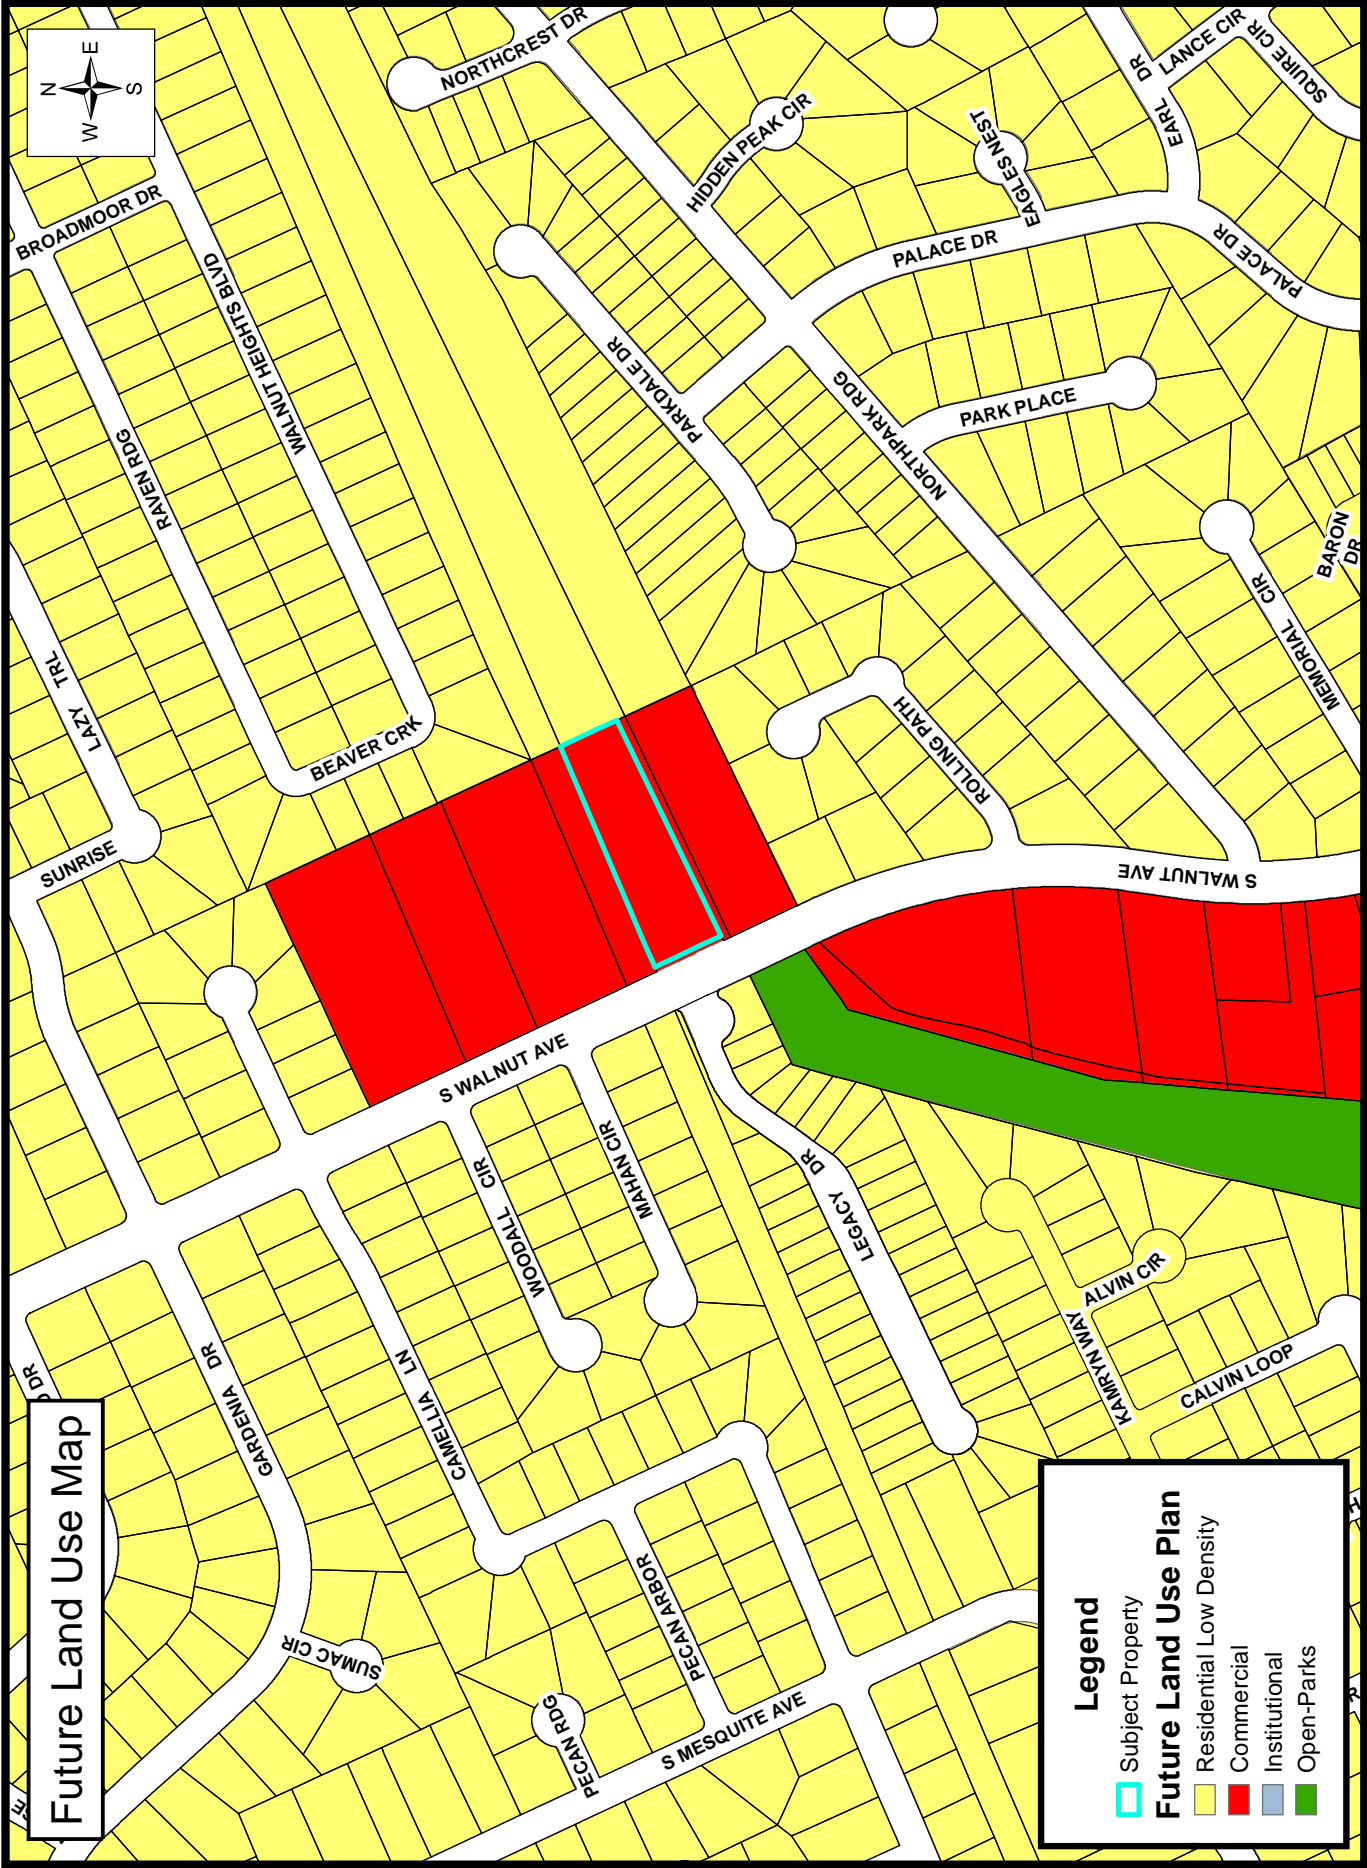 Future Land Use Map
N
W E
S
BROADMOOR DR
RAVEN RDG
WALNUT HEIGHTS BLVD
NORTHCREST DR
HIDDEN PEAK CIR
EAGLES NEST
EARL DR
LANCE CIR
SQUIRE CIR
PALACE DR
PALACE DR
PARKDALE DR
NORTHPARK RDG
PARK PLACE
MEMORIAL CIR
BARON
DR
LAZY TRL
SUNRISE
BEAVER CRK
ROLLING PATH
S WALNUT AVE
S WALNUT AVE
WOODALL CIR
MAHAN CIR
LEGACY DR
ALVIN CIR
KAMRYN WAY
CALVIN LOOP
GARDENIA DR
CAMELLIA LN
D DR
SUMAC CIR
PECAN RDG
PECAN ARBOR
S MESQUITE AVE
Legend
Subject Property
Future Land Use Plan
Residential Low Density
Commercial
Institutional
Open-Parks